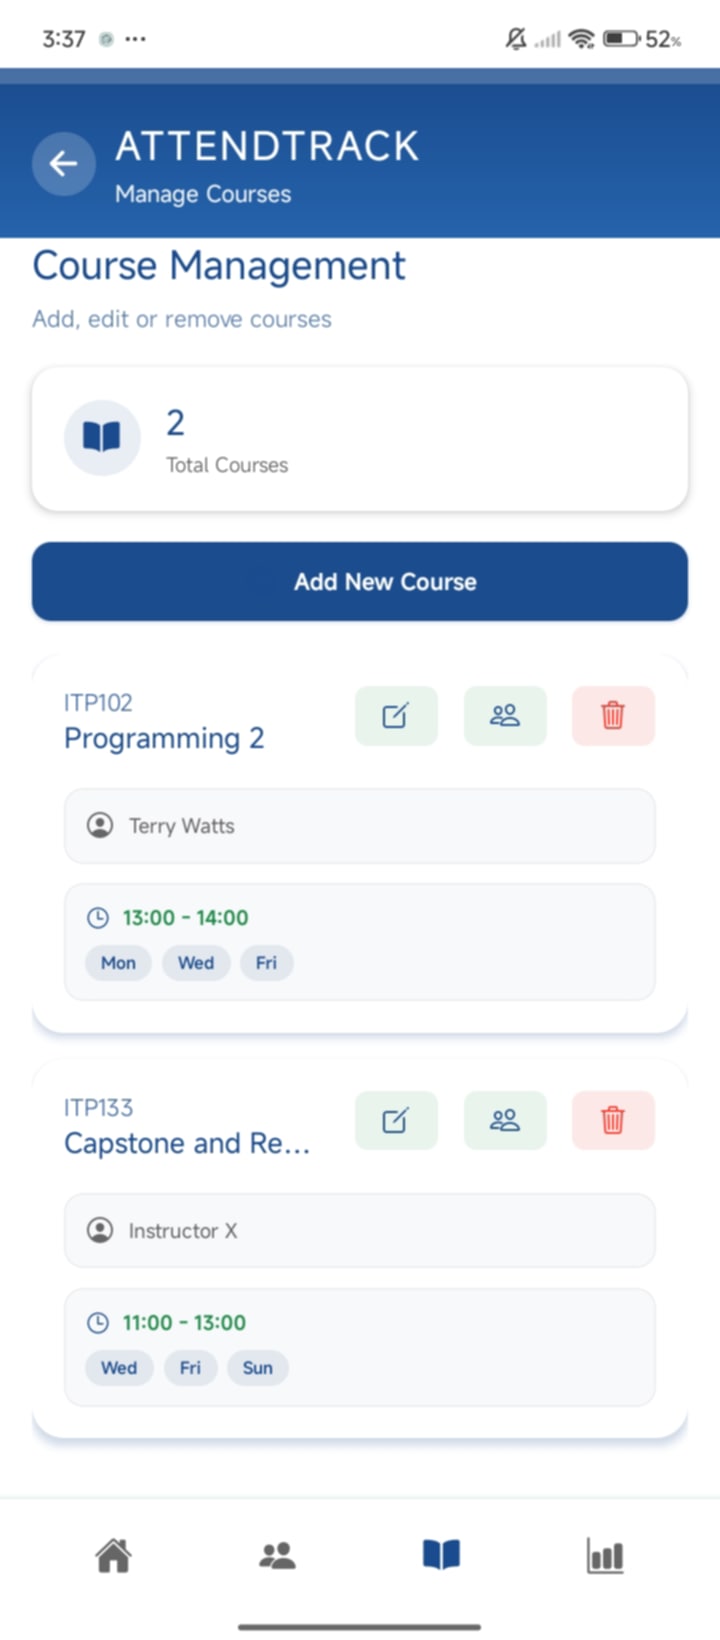 3:37 ••• 52%
ATTENDTRACK
Manage Courses
Course Management
Add, edit or remove courses
2
Total Courses
Add New Course
ITP102
Programming 2
Terry Watts
13:00 - 14:00
Mon Wed Fri
ITP133
Capstone and Re...
Instructor X
11:00 - 13:00
Wed Fri Sun